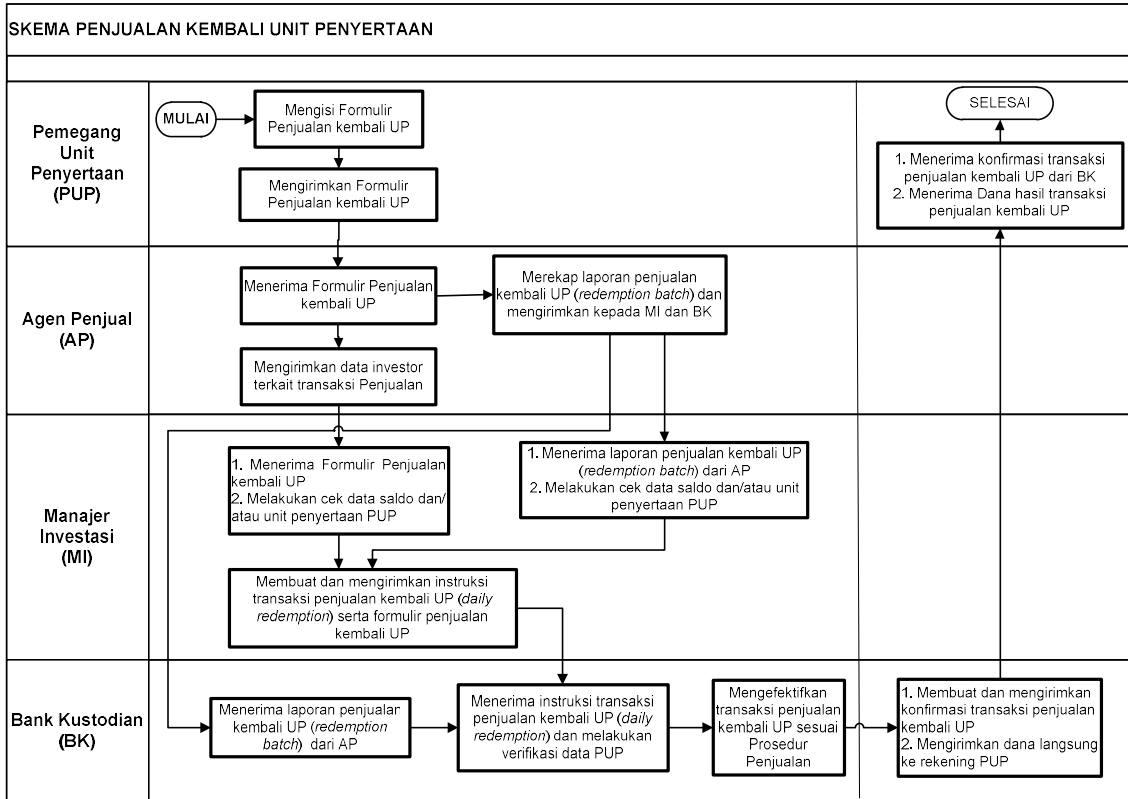 SKEMA PENJUALAN KEMBALI UNIT PENYERTAAN
Pemegang
Unit
Penyertaan
(PUP)
MULAI
Mengisi Formulir
Penjualan kembali UP
Mengirimkan Formulir
Penjualan kembali UP
SELESAI
1. Menerima konfirmasi transaksi
penjualan kembali UP dari BK
2. Menerima Dana hasil transaksi
penjualan kembali UP
Agen Penjual
(AP)
Menerima Formulir Penjualan
kembali UP
Merekap laporan penjualan
kembali UP (redemption batch) dan
mengirimkan kepada MI dan BK
Mengirimkan data investor
terkait transaksi Penjualan
Manajer
Investasi
(MI)
1. Menerima Formulir Penjualan
kembali UP
2. Melakukan cek data saldo dan/
atau unit penyertaan PUP
1. Menerima laporan penjualan kembali UP
(redemption batch) dari AP
2. Melakukan cek data saldo dan/atau unit
penyertaan PUP
Membuat dan mengirimkan instruksi
transaksi penjualan kembali UP (daily
redemption) serta formulir penjualan
kembali UP
Bank Kustodian
(BK)
Menerima laporan penjualan
kembali UP (redemption
batch) dari AP
Menerima instruksi transaksi
penjualan kembali UP (daily
redemption) dan melakukan
verifikasi data PUP
Mengefektifkan
transaksi penjualan
kembali UP sesuai
Prosedur
Penjualan
1. Membuat dan mengirimkan
konfirmasi transaksi penjualan
kembali UP
2. Mengirimkan dana langsung
ke rekening PUP